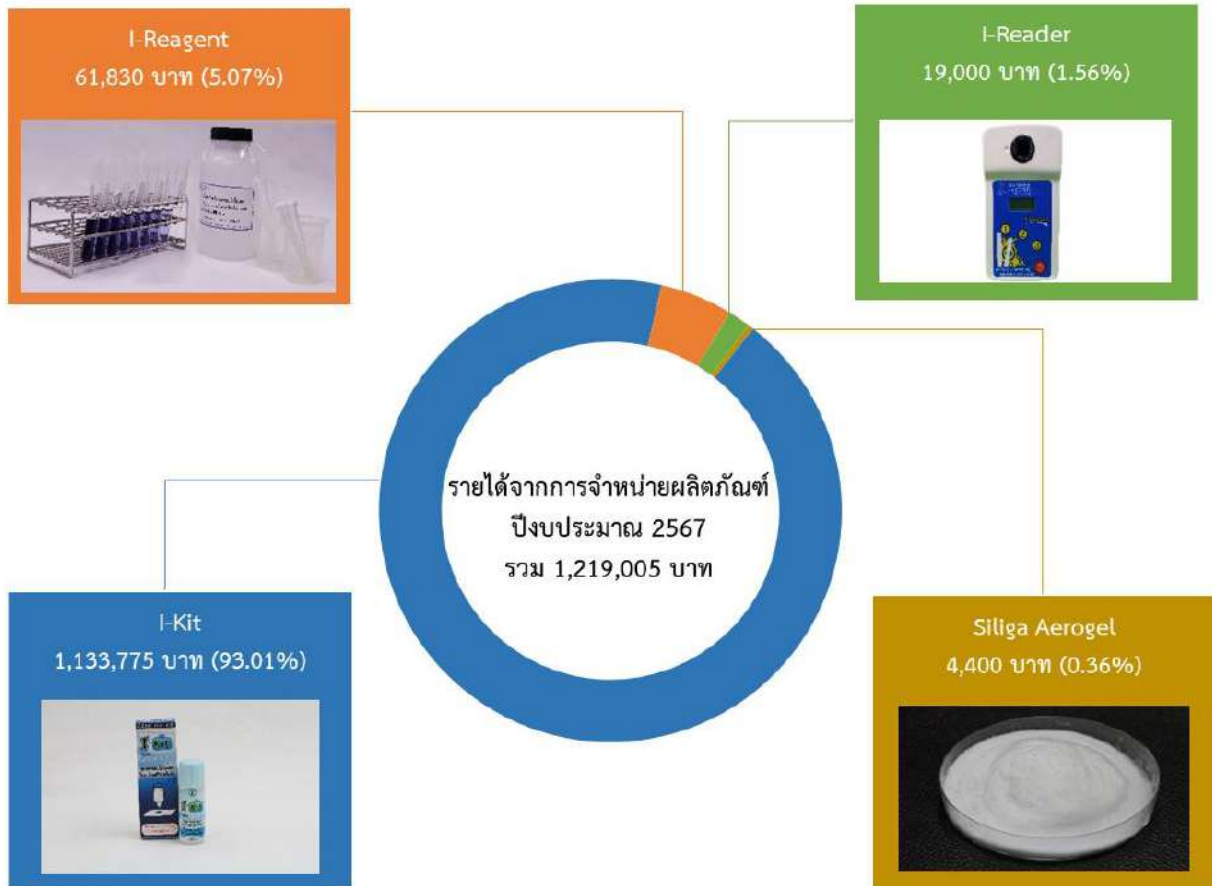 I-Reagent
61,830 บาท (5.07%)
I-Reader
19,000 บาท (1.56%)
รายได้จากการจำหน่ายผลิตภัณฑ์
ปีงบประมาณ 2567
รวม 1,219,005 บาท
I-Kit
1,133,775 บาท (93.01%)
Siliga Aerogel
4,400 บาท (0.36%)